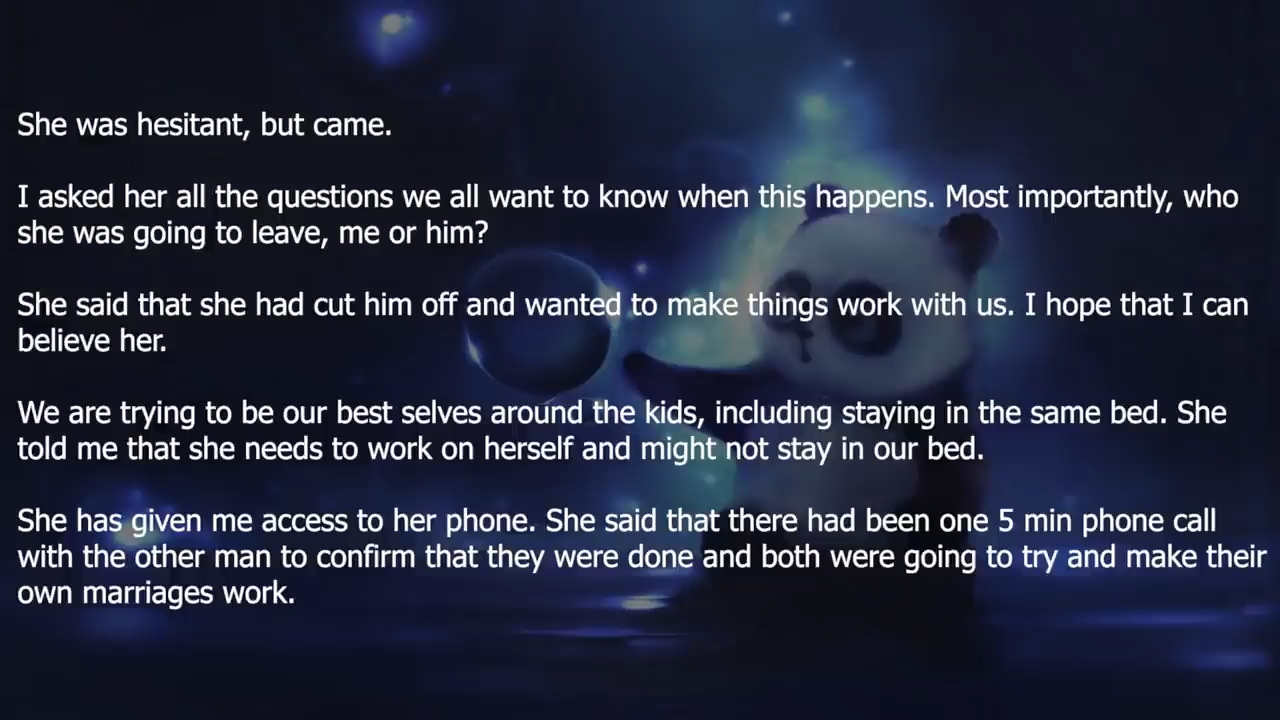 She was hesitant, but came.
I asked her all the questions we all want to know when this happens. Most importantly, who
she was going to leave, me or him?
She said that she had cut him off and wanted to make things work with us. I hope that I can
believe her.
We are trying to be our best selves around the kids, including staying in the same bed. She
told me that she needs to work on herself and might not stay in our bed.
She has given me access to her phone. She said that there had been one 5 min phone call
with the other man to confirm that they were done and both were going to try and make their
own marriages work.